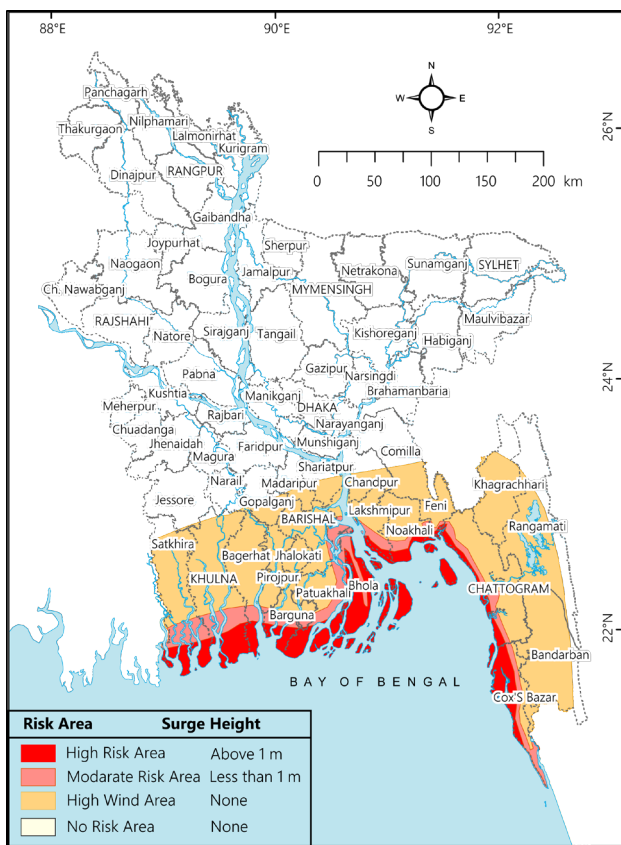 88°E 90°E 92°E
N
W E
S
26°N
0 50 100 150 200 km
Panchagarh
Nilphamari
Thakurgaon
Lalmonirhat
Kurigram
Dinajpur
RANGPUR
Gaibandha
Joypurhat
Sherpur
Naogaon
Bogura
Jamalpur
Netrakona
Sunamganj
SYLHET
Ch. Nawabganj
MYMENSINGH
RAJSHAHI
Sirajganj
Tangail
Kishoreganj
Maulvibazar
Natore
Habiganj
Pabna
Gazipur
Narsingdi
24°N
Kushtia
Manikganj
Brahamanbaria
Meherpur
Rajbari
DHAKA
Chuadanga
Narayanganj
Jhenaidah
Faridpur
Munshiganj
Magura
Comilla
Shariatpur
Narail
Madaripur
Chandpur
Khagrachhari
Jessore
Gopalganj
Feni
Lakshmipur
BARISHAL
Rangamati
Noakhali
Satkhira
Bagerhat Jhalokati
KHULNA
Pirojpur
Bhola
CHATTOGRAM
Patuakhali
Barguna
22°N
Bandarban
BAY OF BENGAL
Cox'S Bazar
Risk Area Surge Height
High Risk Area Above 1 m
Modarate Risk Area Less than 1 m
High Wind Area None
No Risk Area None